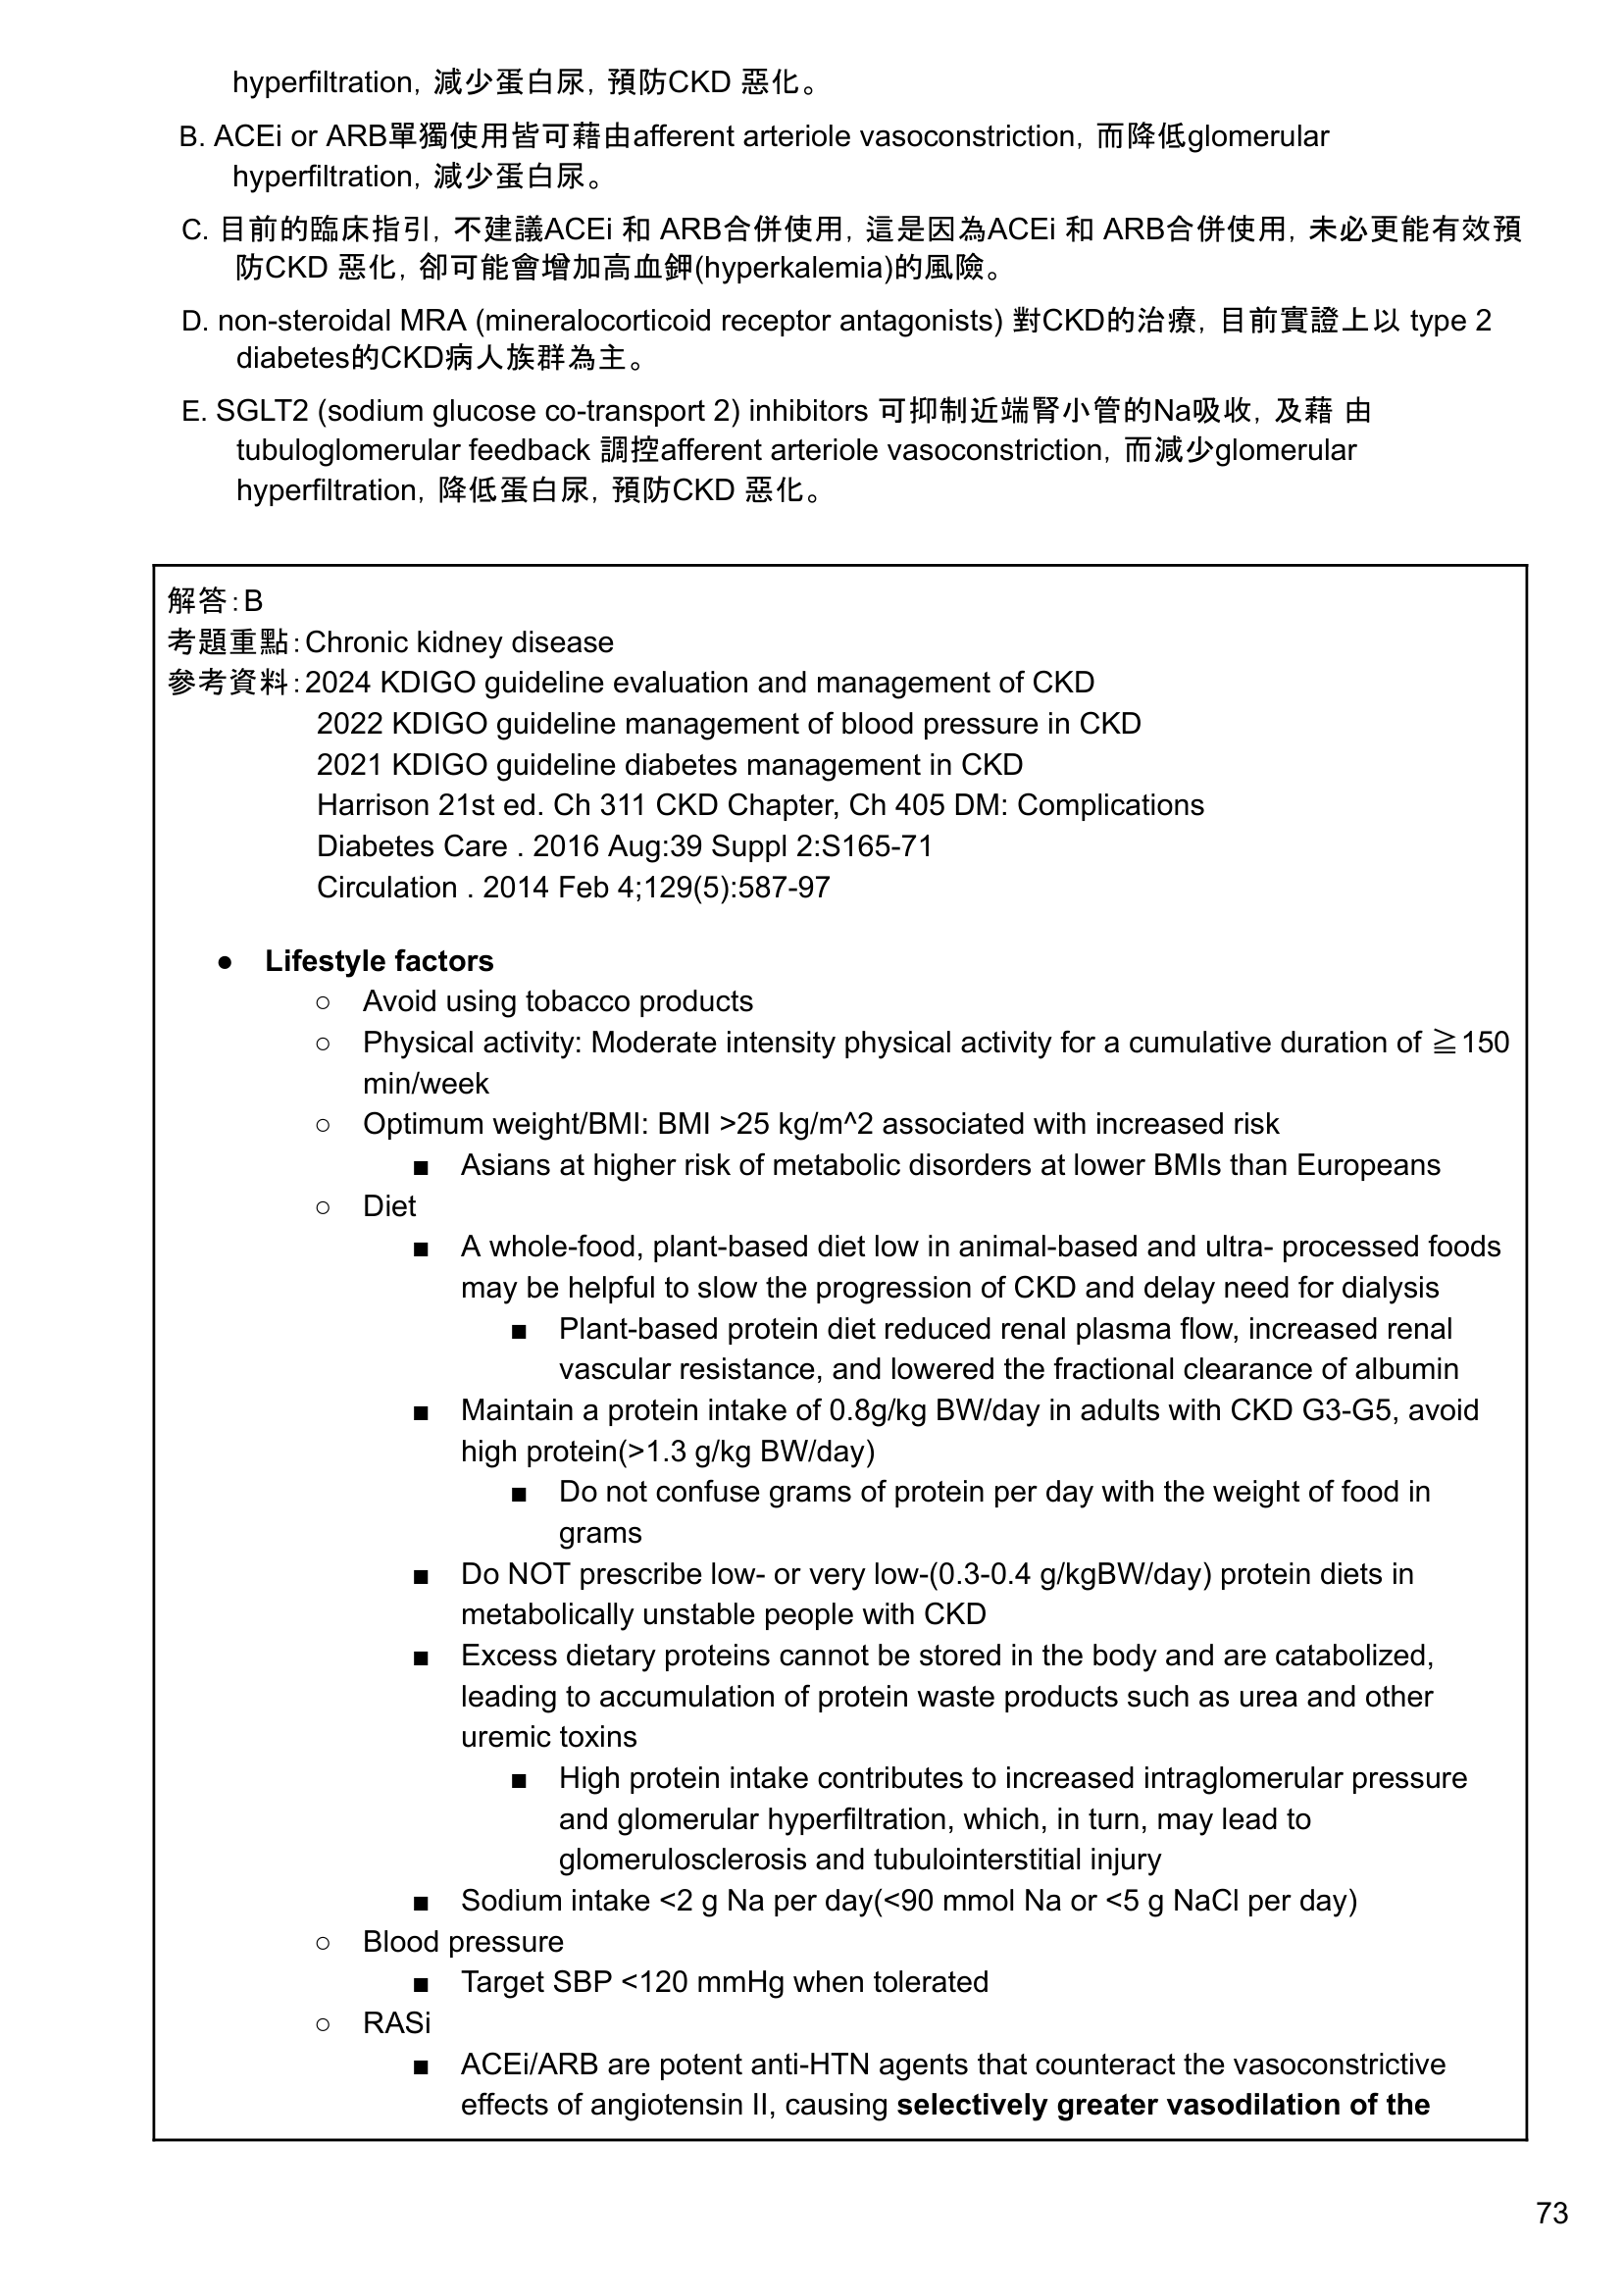 hyperfiltration，減少蛋白尿，預防CKD 惡化。
B. ACEi or ARB單獨使用皆可藉由afferent arteriole vasoconstriction，而降低glomerular
hyperfiltration，減少蛋白尿。
C. 目前的臨床指引，不建議ACEi 和 ARB合併使用，這是因為ACEi 和 ARB合併使用，未必更能有效預
防CKD 惡化，卻可能會增加高血鉀(hyperkalemia)的風險。
D. non-steroidal MRA (mineralocorticoid receptor antagonists) 對CKD的治療，目前實證上以 type 2
diabetes的CKD病人族群為主。
E. SGLT2 (sodium glucose co-transport 2) inhibitors 可抑制近端腎小管的Na吸收，及藉 由
tubuloglomerular feedback 調控afferent arteriole vasoconstriction，而減少glomerular
hyperfiltration，降低蛋白尿，預防CKD 惡化。
解答：B
考題重點：Chronic kidney disease
參考資料：2024 KDIGO guideline evaluation and management of CKD
2022 KDIGO guideline management of blood pressure in CKD
2021 KDIGO guideline diabetes management in CKD
Harrison 21st ed. Ch 311 CKD Chapter, Ch 405 DM: Complications
Diabetes Care . 2016 Aug:39 Suppl 2:S165-71
Circulation . 2014 Feb 4;129(5):587-97
● Lifestyle factors
○ Avoid using tobacco products
○ Physical activity: Moderate intensity physical activity for a cumulative duration of ≧150
min/week
○ Optimum weight/BMI: BMI >25 kg/m^2 associated with increased risk
■ Asians at higher risk of metabolic disorders at lower BMIs than Europeans
○ Diet
■ A whole-food, plant-based diet low in animal-based and ultra- processed foods
may be helpful to slow the progression of CKD and delay need for dialysis
■ Plant-based protein diet reduced renal plasma flow, increased renal
vascular resistance, and lowered the fractional clearance of albumin
■ Maintain a protein intake of 0.8g/kg BW/day in adults with CKD G3-G5, avoid
high protein(>1.3 g/kg BW/day)
■ Do not confuse grams of protein per day with the weight of food in
grams
■ Do NOT prescribe low- or very low-(0.3-0.4 g/kgBW/day) protein diets in
metabolically unstable people with CKD
■ Excess dietary proteins cannot be stored in the body and are catabolized,
leading to accumulation of protein waste products such as urea and other
uremic toxins
■ High protein intake contributes to increased intraglomerular pressure
and glomerular hyperfiltration, which, in turn, may lead to
glomerulosclerosis and tubulointerstitial injury
■ Sodium intake <2 g Na per day(<90 mmol Na or <5 g NaCl per day)
○ Blood pressure
■ Target SBP <120 mmHg when tolerated
○ RASi
■ ACEi/ARB are potent anti-HTN agents that counteract the vasoconstrictive
effects of angiotensin II, causing selectively greater vasodilation of the
73